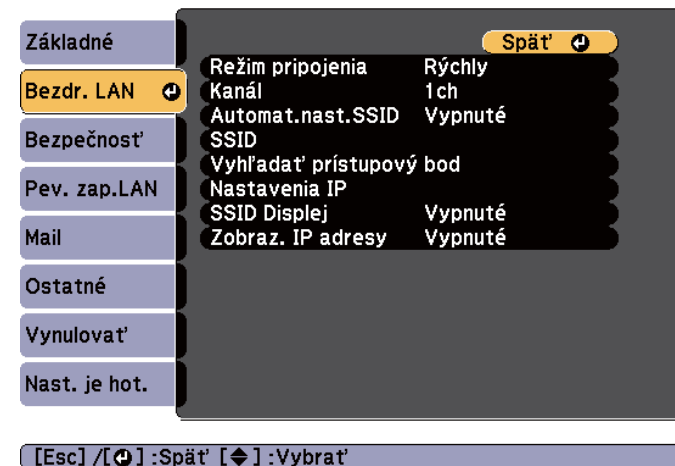 Základné
Bezdr. LAN
Bezpečnosť
Pev. zap.LAN
Mail
Ostatné
Vynulovať
Nast. je hot.
Späť
Režim pripojenia Rýchly
Kanál 1ch
Automat.nast.SSID Vypnuté
SSID
Vyhľadať prístupový bod
Nastavenia IP
SSID Displej Vypnuté
Zobraz. IP adresy Vypnuté
[Esc] /[⏎] :Späť [◆] :Vybrať